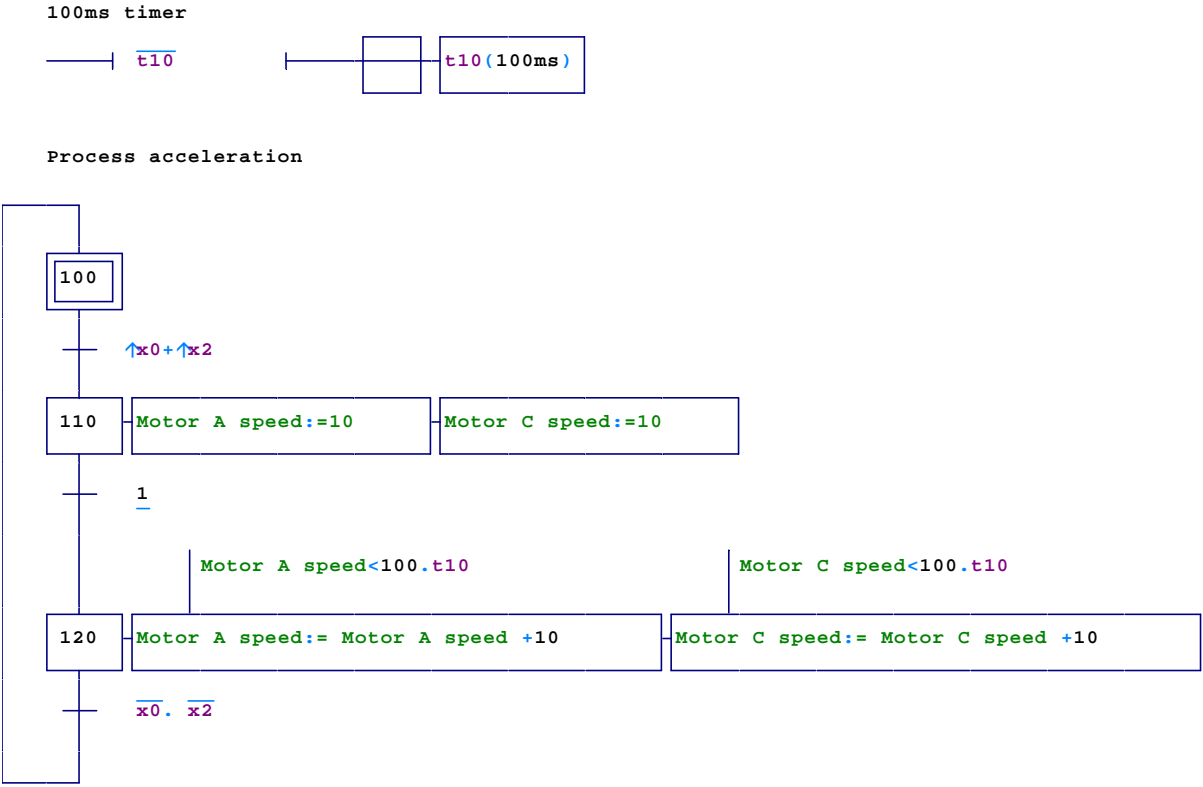 100ms timer
t10 t10(100ms)
Process acceleration
100
↑x0+↑x2
110 Motor A speed:=10 Motor C speed:=10
1
Motor A speed<100.t10 Motor C speed<100.t10
120 Motor A speed:= Motor A speed +10 Motor C speed:= Motor C speed +10
x0. x2